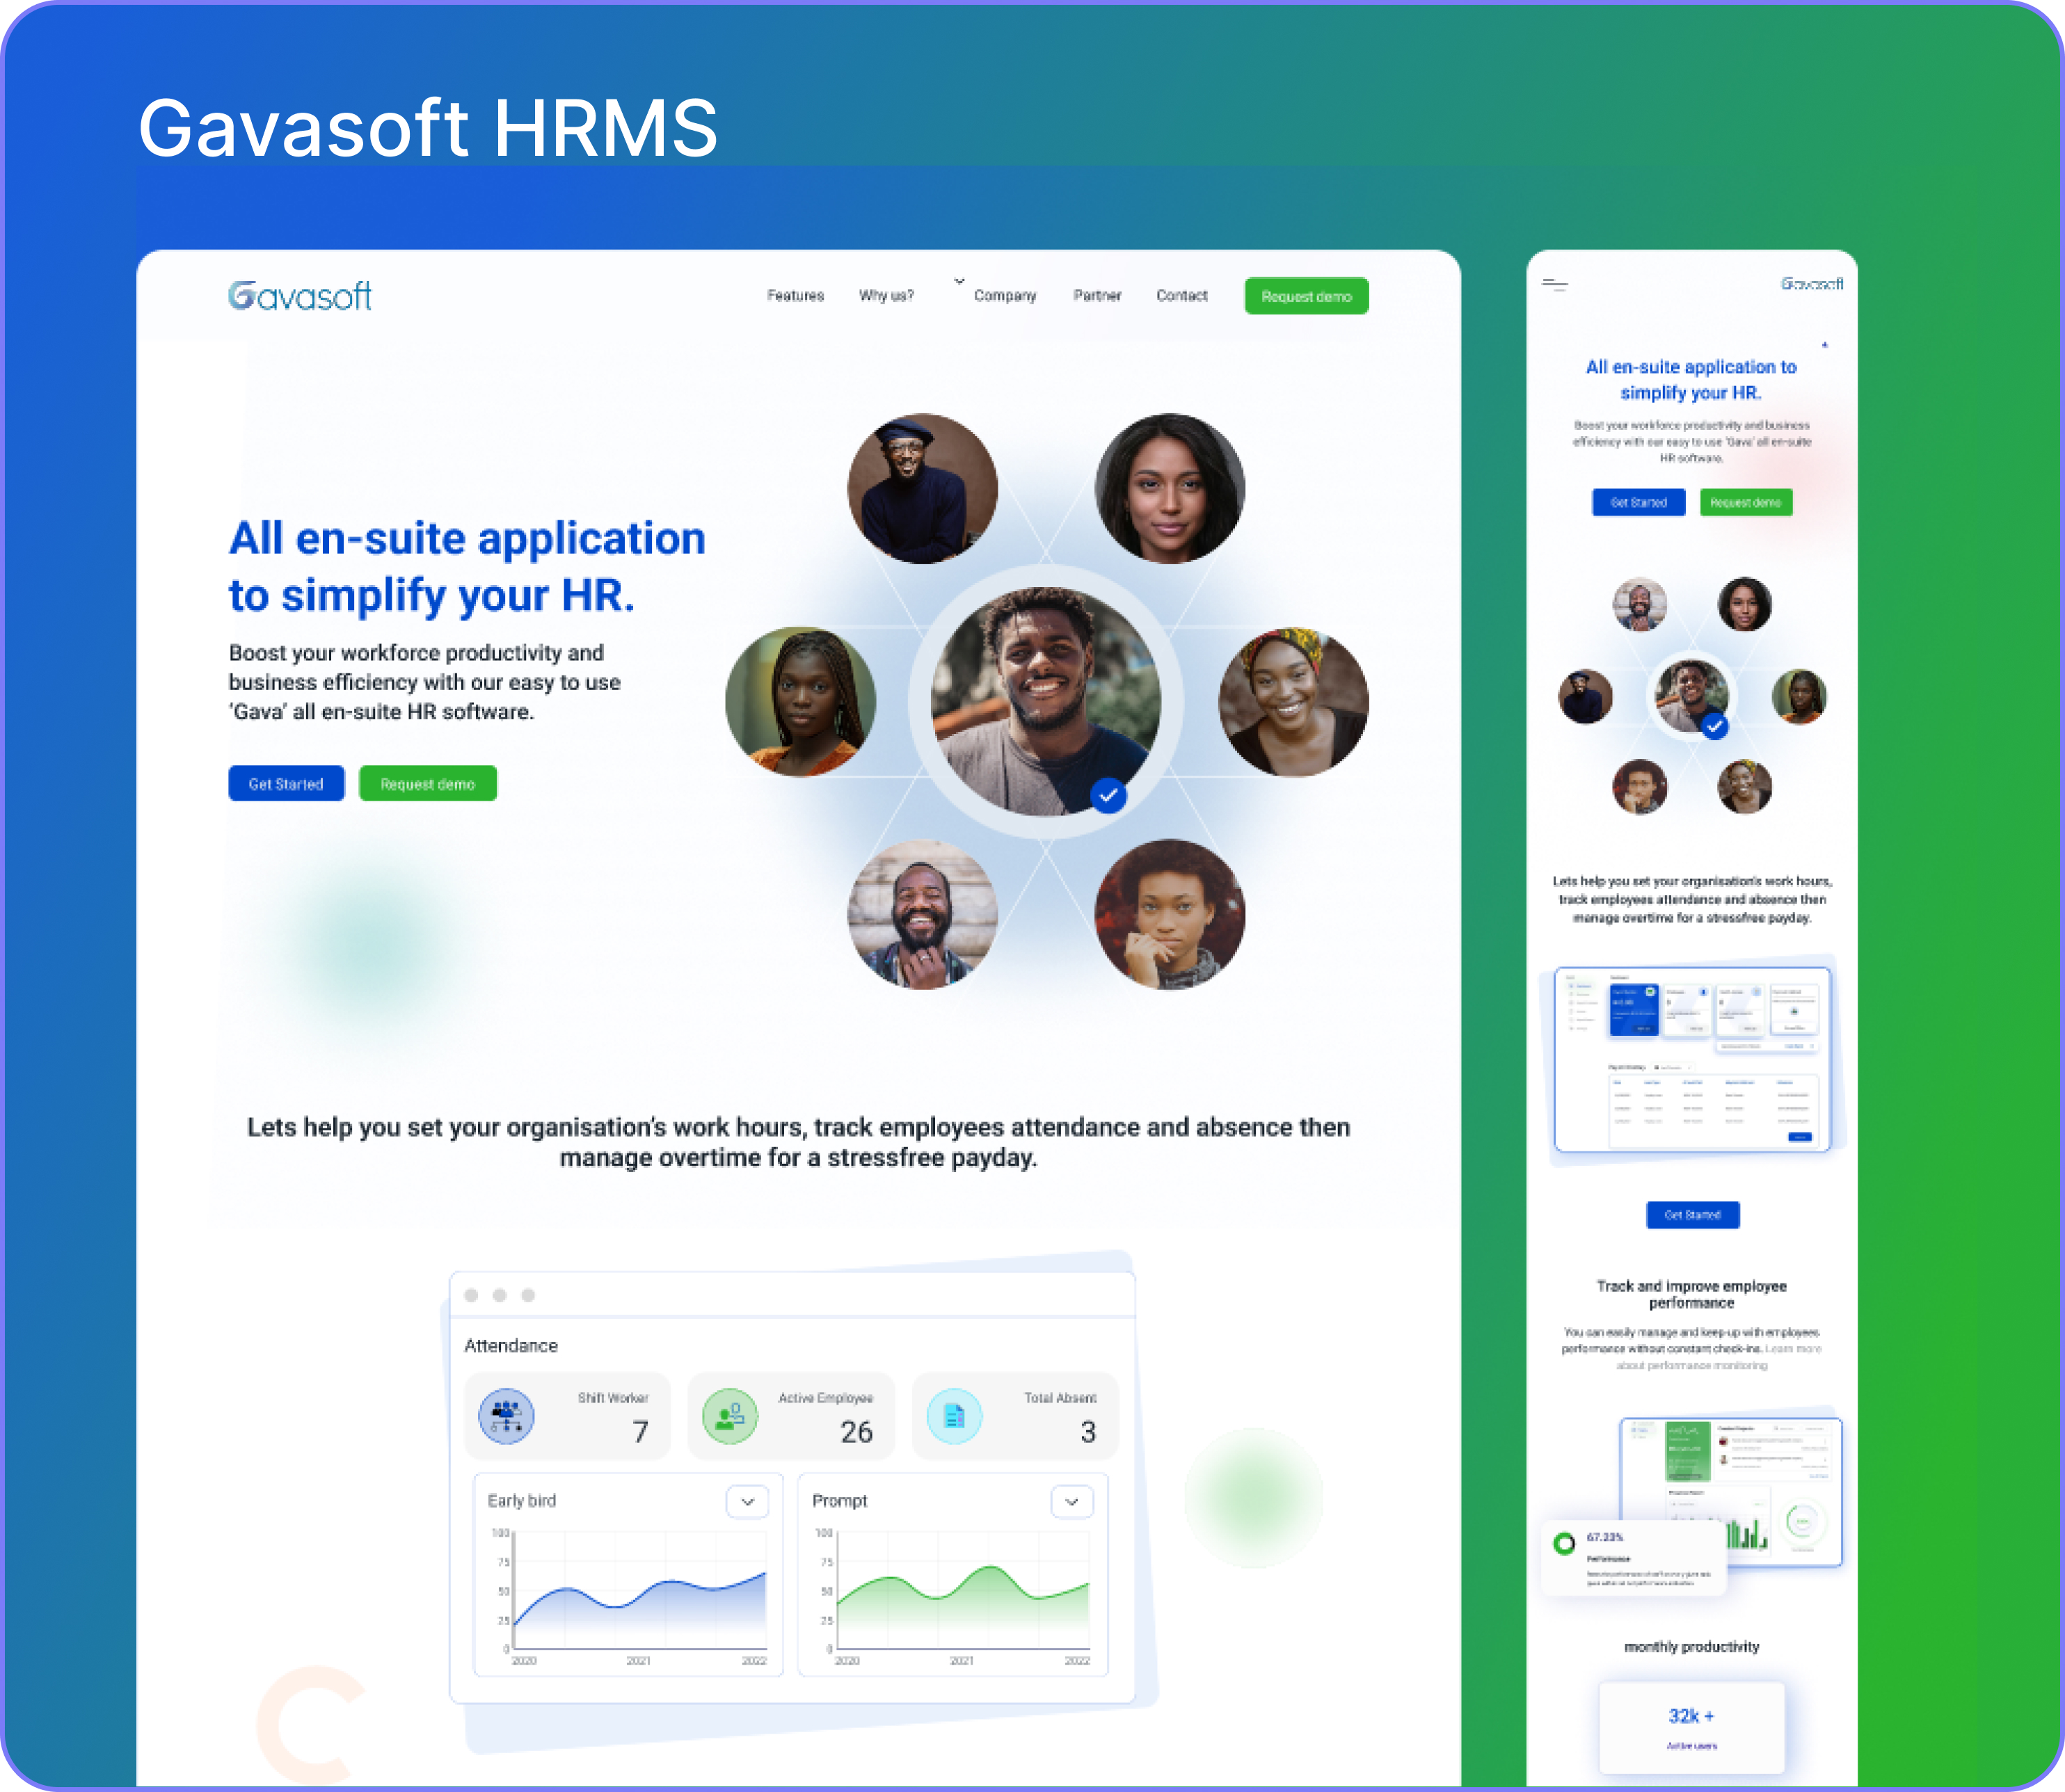 Gavasoft HRMS
Gavasoft
Features Why us? Company Partner Contact Request demo
All en-suite application
to simplify your HR.
Boost your workforce productivity and
business efficiency with our easy to use
‘Gava’ all en-suite HR software.
Get Started Request demo
Lets help you set your organisation’s work hours, track employees attendance and absence then
manage overtime for a stressfree payday.
Attendance
Shift Worker
7
Active Employee
26
Total Absent
3
Early bird
100
75
50
25
0
2020 2021 2022
Prompt
100
75
50
25
0
2020 2021 2022
Gavasoft
All en-suite application to
simplify your HR.
Boost your workforce productivity and business
efficiency with our easy to use ‘Gava’ all en-suite
HR software.
Get Started Request demo
Lets help you set your organisation’s work hours,
track employees attendance and absence then
manage overtime for a stressfree payday.
Get Started
Track and improve employee
performance
You can easily manage and keep-up with employees
performance without constant check-ins. Learn more
about performance monitoring
67.23%
Performance
monthly productivity
32k +
Active users